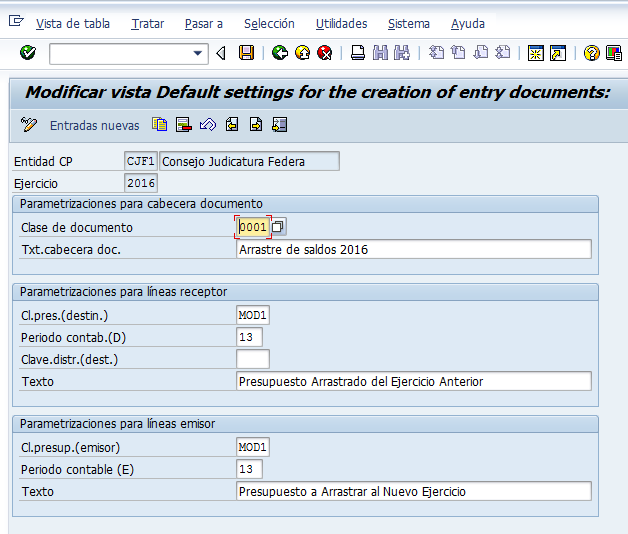 Vista de tabla Tratar Pasar a Selección Utilidades Sistema Ayuda
Modificar vista Default settings for the creation of entry documents:
Entradas nuevas
Entidad CP CJF1 Consejo Judicatura Federa
Ejercicio 2016
Parametrizaciones para cabecera documento
Clase de documento 0001
Txt.cabecera doc. Arrastre de saldos 2016
Parametrizaciones para líneas receptor
Cl.pres.(destin.) MOD1
Periodo contab.(D) 13
Clave.distr.(dest.)
Texto Presupuesto Arrastrado del Ejercicio Anterior
Parametrizaciones para líneas emisor
Cl.presup.(emisor) MOD1
Periodo contable (E) 13
Texto Presupuesto a Arrastrar al Nuevo Ejercicio